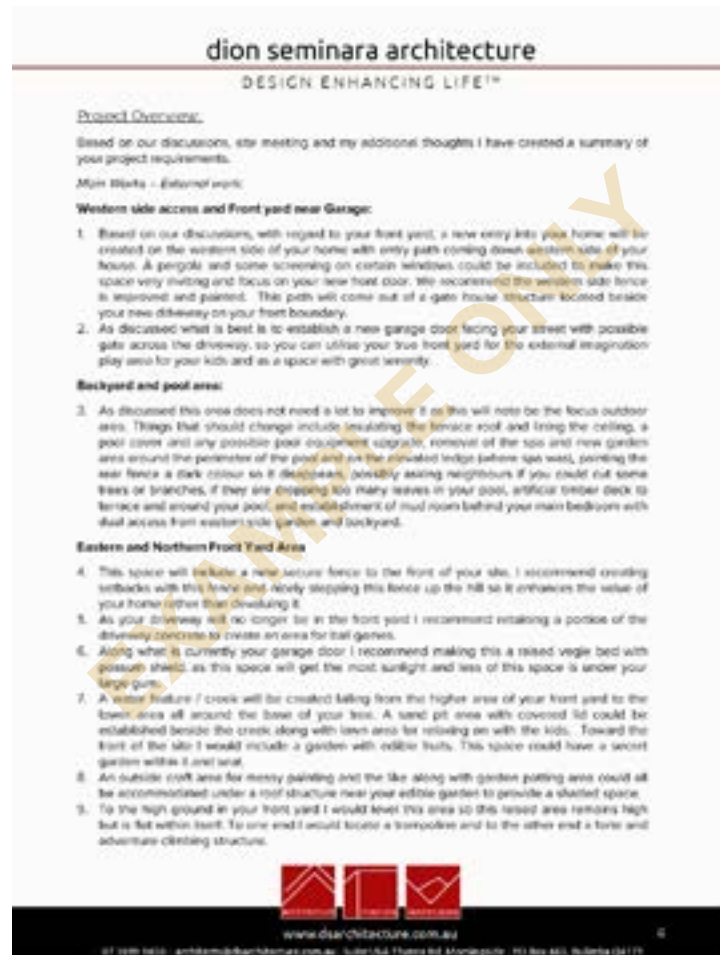 dion seminara architecture
DESIGN ENHANCING LIFE™
Project Overview:
Based on our discussions, site meeting and my additional thoughts I have created a summary of
your project requirements.
Main Works – External work:
Western side access and Front yard near Garage:
1. Based on our discussions, with regard to your front yard, a new entry into your home will be
created on the western side of your home with entry path coming down western side of your
house. A pergola and some screening on certain windows could be included to make this
space very inviting and focus on your new front door. We recommend the western side fence
is improved and painted. This path will come out of a gate house structure located beside
your new driveway on your front boundary.
2. As discussed what is best is to establish a new garage door facing your street with possible
gate across the driveway, so you can utilise your true front yard for the external imagination
play area for your kids and as a space with great serenity.
Backyard and pool area:
3. As discussed this area does not need a lot to improve it as this will note be the focus outdoor
area. Things that should change include insulating the terrace roof and lining the ceiling, a
pool cover and any possible pool equipment upgrade, removal of the spa and new garden
area around the perimeter of the pool and on the elevated ledge (where spa was), painting the
rear fence a dark colour so it disappears, possibly asking neighbours if you could cut some
trees or branches, if they are dropping too many leaves in your pool, artificial timber deck to
terrace and around your pool and establishment of mud room behind your main bedroom with
dual access from eastern side garden and backyard.
Eastern and Northern Front Yard Area
4. This space will include a new secure fence to the front of your site, I recommend creating
setbacks with this fence and nicely stepping this fence up the hill so it enhances the value of
your home rather than devaluing it.
5. As your driveway will no longer be in the front yard I recommend retaining a portion of the
driveway concrete to create an area for ball games.
6. Along what is currently your garage door I recommend making this a raised vegie bed with
possum shield, as this space will get the most sunlight and less of this space is under your
large gum.
7. A water feature / creek will be created falling from the higher area of your front yard to the
lower area all around the base of your tree. A sand pit area with covered lid could be
established beside the creek along with lawn area for relaxing on with the kids. Toward the
front of the site I would include a garden with edible fruits. This space could have a secret
garden within it and seat.
8. An outside craft area for messy painting and the like along with garden potting area could all
be accommodated under a roof structure near your edible garden to provide a shaded space.
9. To the high ground in your front yard I would level this area so this raised area remains high
but is flat within itself. To one end I would locate a trampoline and to the other end a forte and
adventure climbing structure.
EXAMPLE ONLY
www.dsarchitecture.com.au